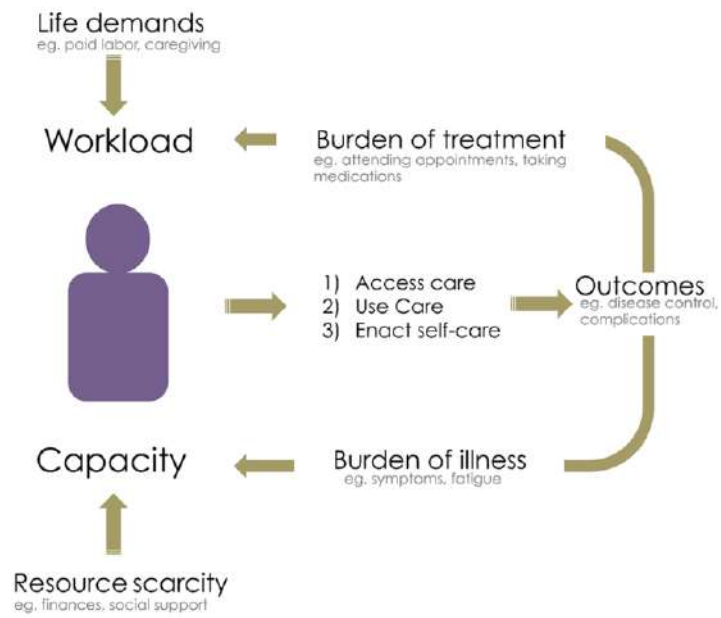 Life demands
eg. paid labor, caregiving
Workload
Burden of treatment
eg. attending appointments, taking
medications
1) Access care
2) Use Care
3) Enact self-care
Outcomes
eg. disease control,
complications
Capacity
Burden of illness
eg. symptoms, fatigue
Resource scarcity
eg. finances, social support